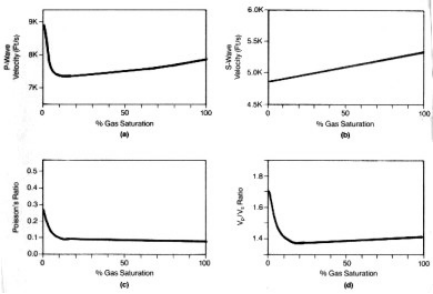 9K
8K
7K
P-Wave
Velocity (Ft/s)
0
50
100
% Gas Saturation
(a)
6.0K
5.5K
5.0K
4.5K
S-Wave
Velocity (Ft/s)
0
50
100
% Gas Saturation
(b)
0.5
0.4
0.3
0.2
0.1
0.0
Poisson's Ratio
0
50
100
% Gas Saturation
(c)
1.8
1.6
1.4
Vp/Vs Ratio
0
50
100
% Gas Saturation
(d)